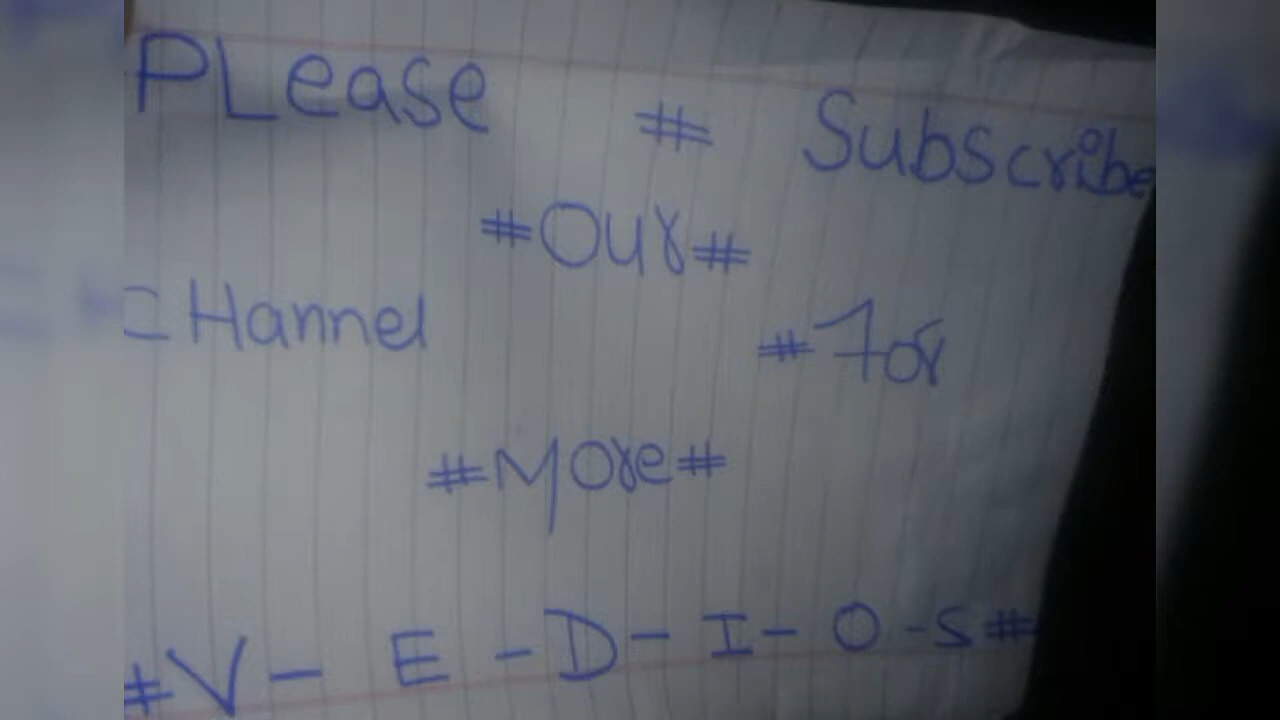 PLease # Subscribe
#Our#
CHannel #For
#More#
#V- E -D- I- O -S#